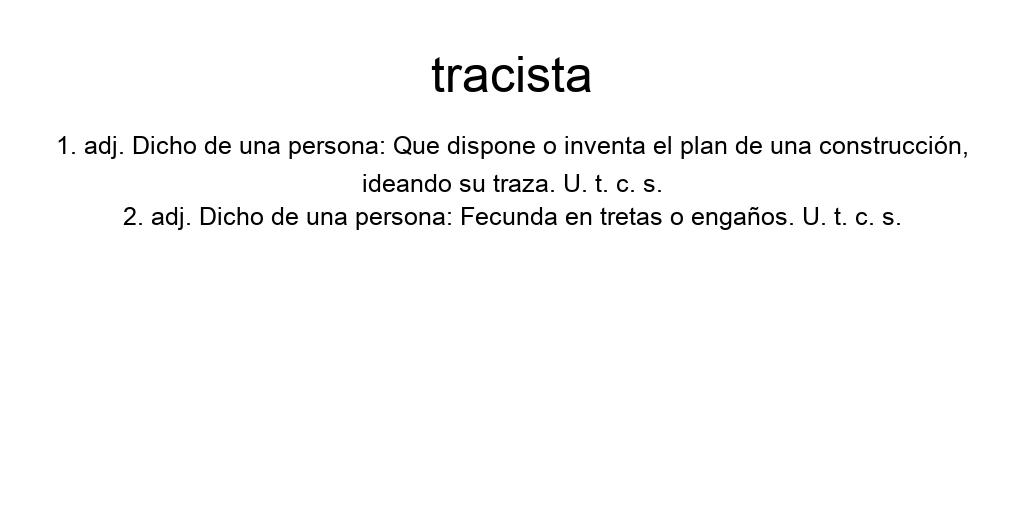 tracista
1. adj. Dicho de una persona: Que dispone o inventa el plan de una construcción,
ideando su traza. U. t. c. s.
2. adj. Dicho de una persona: Fecunda en tretas o engaños. U. t. c. s.